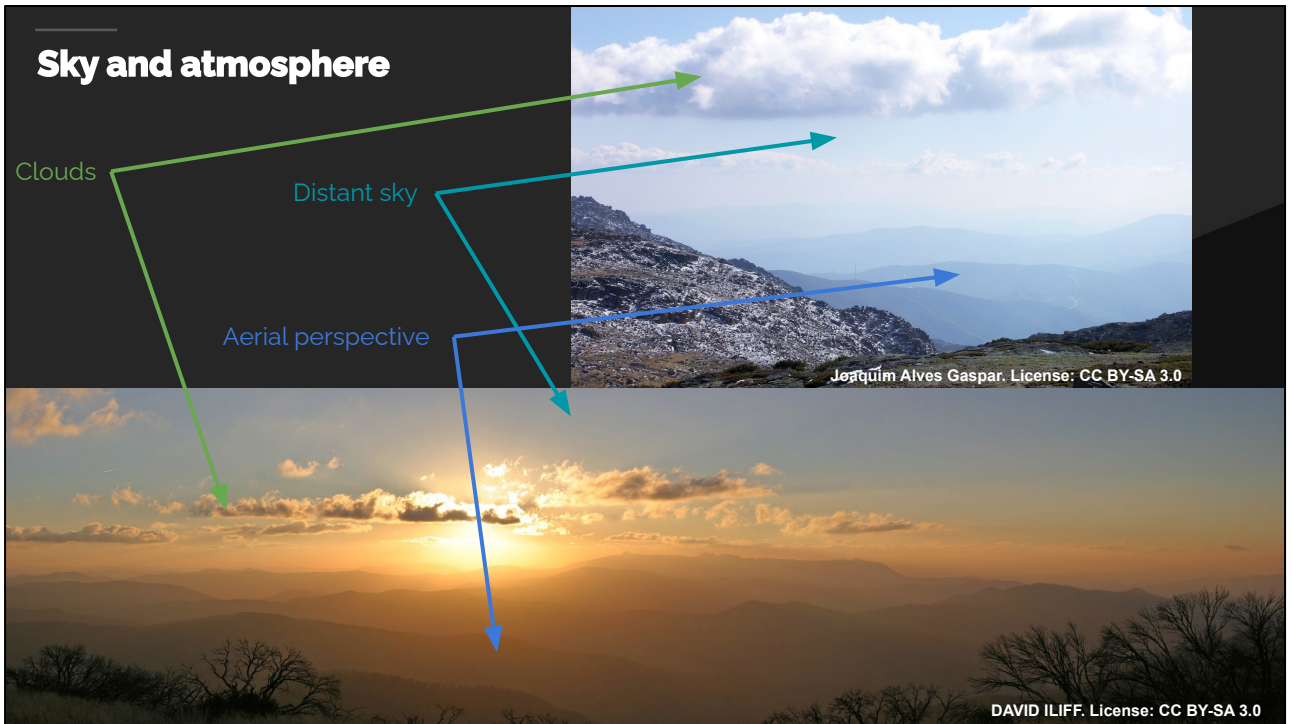 Sky and atmosphere
Clouds
Distant sky
Aerial perspective
Joaquim Alves Gaspar. License: CC BY-SA 3.0
DAVID ILIFF. License: CC BY-SA 3.0